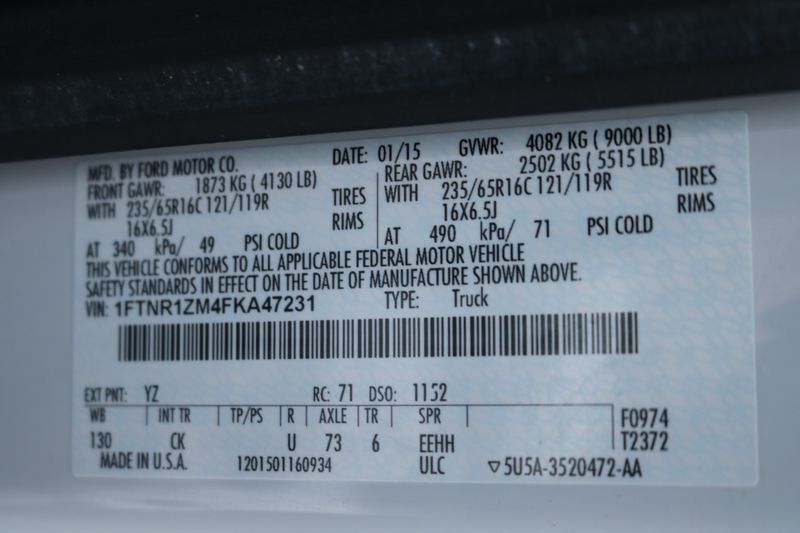 MFD. BY FORD MOTOR CO. DATE: 01/15 GVWR: 4082 KG ( 9000 LB)
FRONT GAWR: 1873 KG ( 4130 LB) REAR GAWR: 2502 KG ( 5515 LB)
WITH 235/65R16C 121/119R TIRES WITH 235/65R16C 121/119R TIRES
16X6.5J RIMS 16X6.5J RIMS
AT 340 kPa/ 49 PSI COLD AT 490 kPa/ 71 PSI COLD
THIS VEHICLE CONFORMS TO ALL APPLICABLE FEDERAL MOTOR VEHICLE
SAFETY STANDARDS IN EFFECT ON THE DATE OF MANUFACTURE SHOWN ABOVE.
VIN: 1FTNR1ZM4FKA47231 TYPE: Truck
EXT PNT: YZ RC: 71 DSO: 1152
WB INT TR TP/PS R AXLE TR SPR F0974
130 CK U 73 6 EEHH T2372
MADE IN U.S.A. 1201501160934 ULC ▽5U5A-3520472-AA